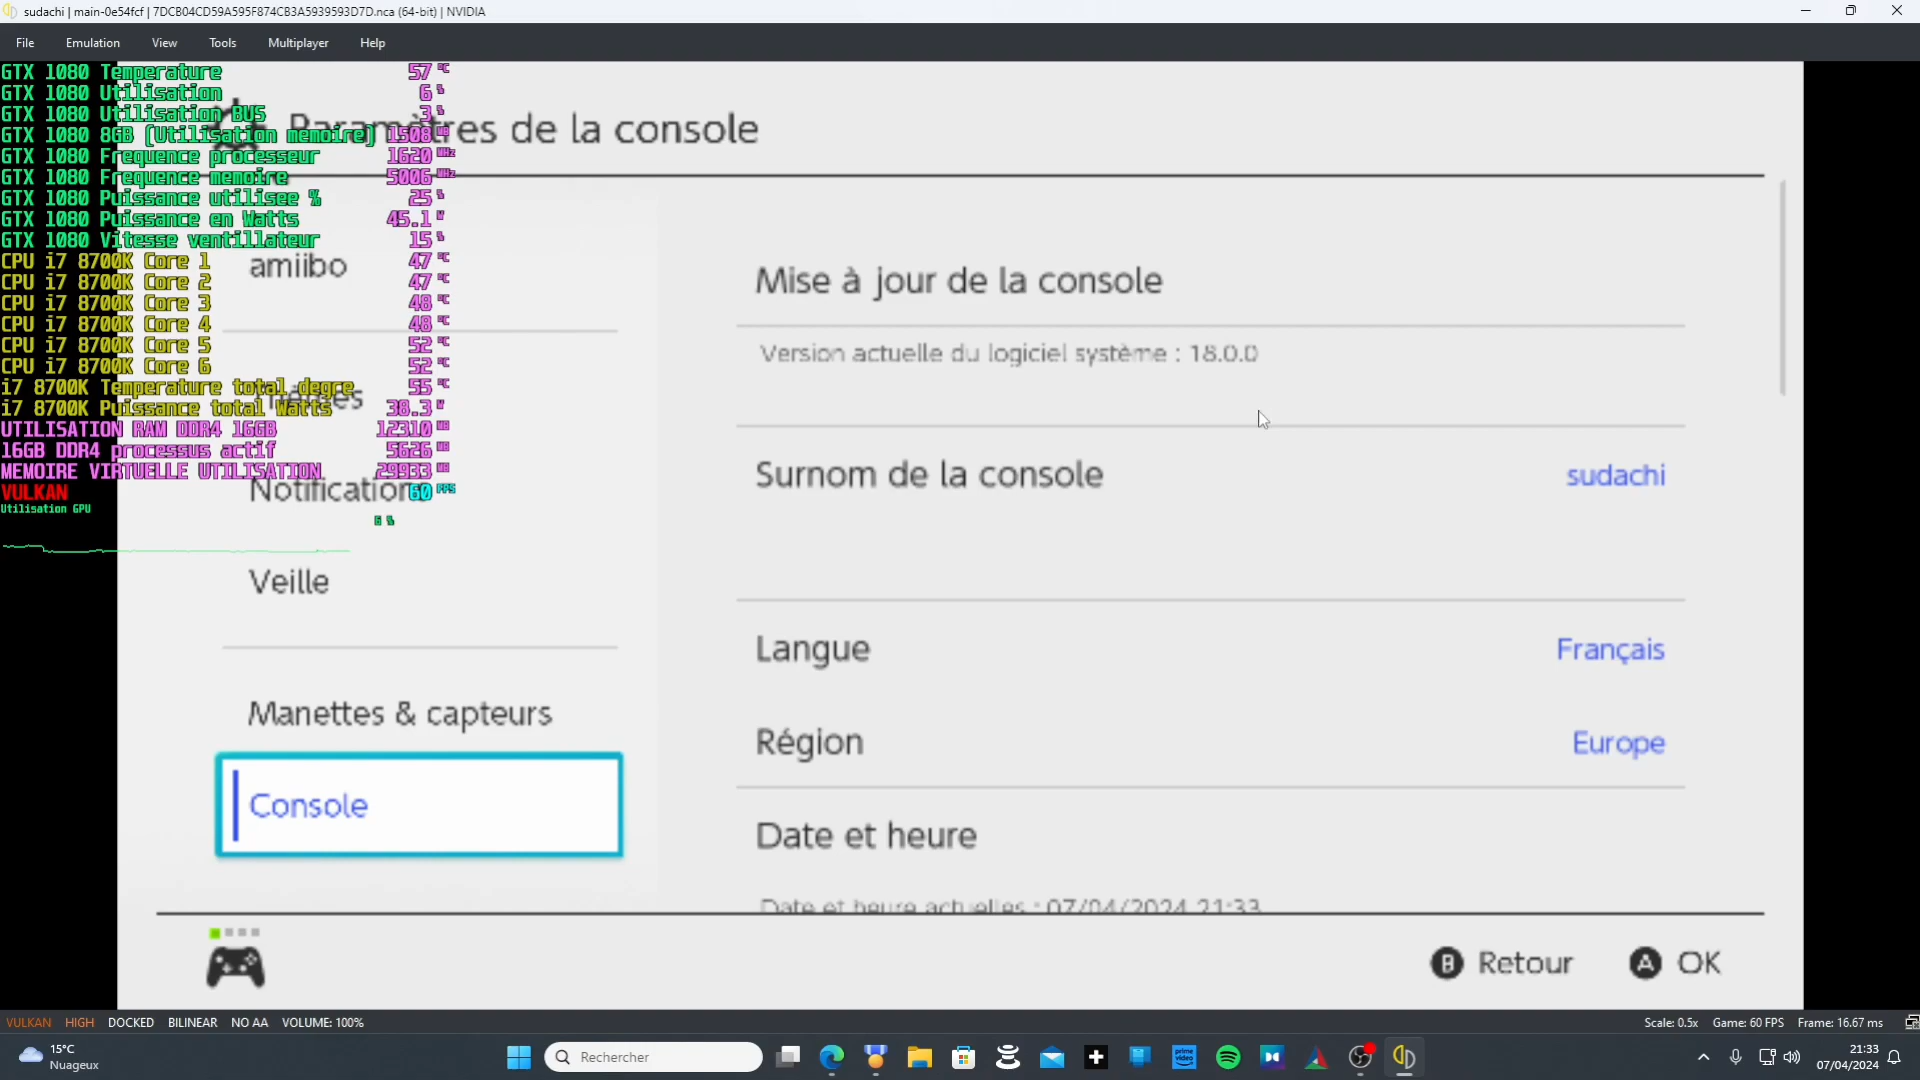 sudachi | main-0e54fcf | 7DCB04CD59A595F874CB3A5939593D7D.nca (64-bit) | NVIDIA
File Emulation View Tools Multiplayer Help
GTX 1080 Temperature 57 °C
GTX 1080 Utilisation 6 %
GTX 1080 Utilisation BUS 3 %
GTX 1080 8GB (Utilisation memoire) 1508 MB
GTX 1080 Frequence processeur 1620 MHz
GTX 1080 Frequence memoire 5006 MHz
GTX 1080 Puissance utilisee % 25 %
GTX 1080 Puissance en Watts 45.1 W
GTX 1080 Vitesse ventillateur 15 %
CPU i7 8700K Core 1 47 °C
CPU i7 8700K Core 2 47 °C
CPU i7 8700K Core 3 48 °C
CPU i7 8700K Core 4 48 °C
CPU i7 8700K Core 5 52 °C
CPU i7 8700K Core 6 52 °C
i7 8700K Temperature total degre 55 °C
i7 8700K Puissance total Watts 38.3 W
UTILISATION RAM DDR4 16GB 12310 MB
16GB DDR4 processus actif 5626 MB
MEMOIRE VIRTUELLE UTILISATION 29933 MB
VULKAN 60 FPS
Utilisation GPU
6 %
Paramètres de la console
amiibo
Thèmes
Notifications
Veille
Manettes & capteurs
Console
Mise à jour de la console
Version actuelle du logiciel système : 18.0.0
Surnom de la console sudachi
Langue Français
Région Europe
Date et heure
Date et heure actuelles : 07/04/2024 21:33
B Retour A OK
VULKAN HIGH DOCKED BILINEAR NO AA VOLUME: 100% Scale: 0.5x Game: 60 FPS Frame: 16.67 ms
15°C
Nuageux
Rechercher
prime video
21:33
07/04/2024